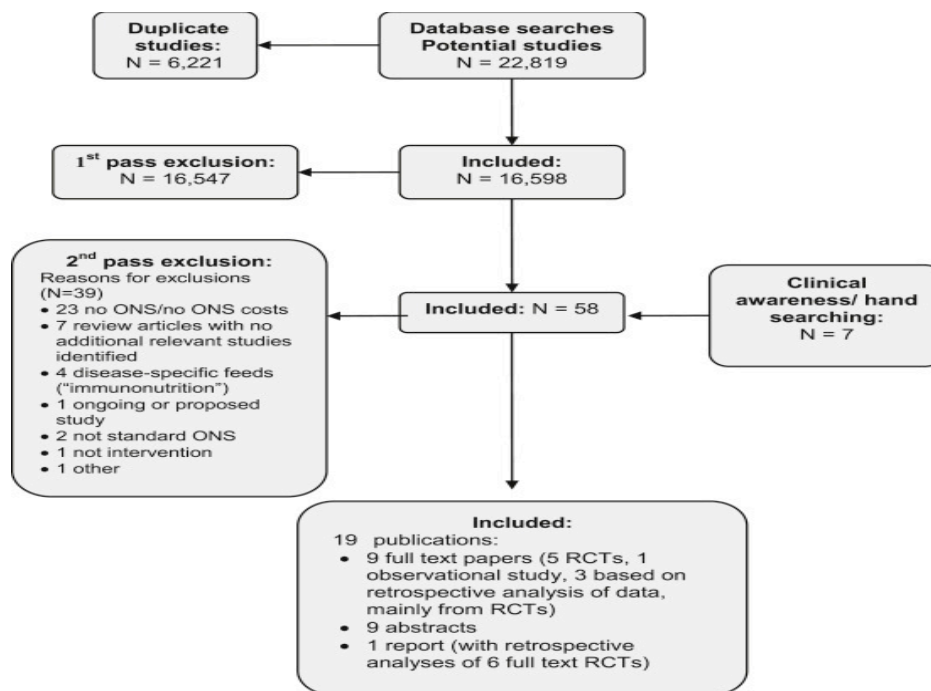 Duplicate
studies:
N = 6,221
Database searches
Potential studies
N = 22,819
1st pass exclusion:
N = 16,547
Included:
N = 16,598
2nd pass exclusion:
Reasons for exclusions
(N=39)
• 23 no ONS/no ONS costs
• 7 review articles with no
additional relevant studies
identified
• 4 disease-specific feeds
(“immunonutrition”)
• 1 ongoing or proposed
study
• 2 not standard ONS
• 1 not intervention
• 1 other
Included: N = 58
Clinical
awareness/ hand
searching:
N = 7
Included:
19 publications:
• 9 full text papers (5 RCTs, 1
observational study, 3 based on
retrospective analysis of data,
mainly from RCTs)
• 9 abstracts
• 1 report (with retrospective
analyses of 6 full text RCTs)